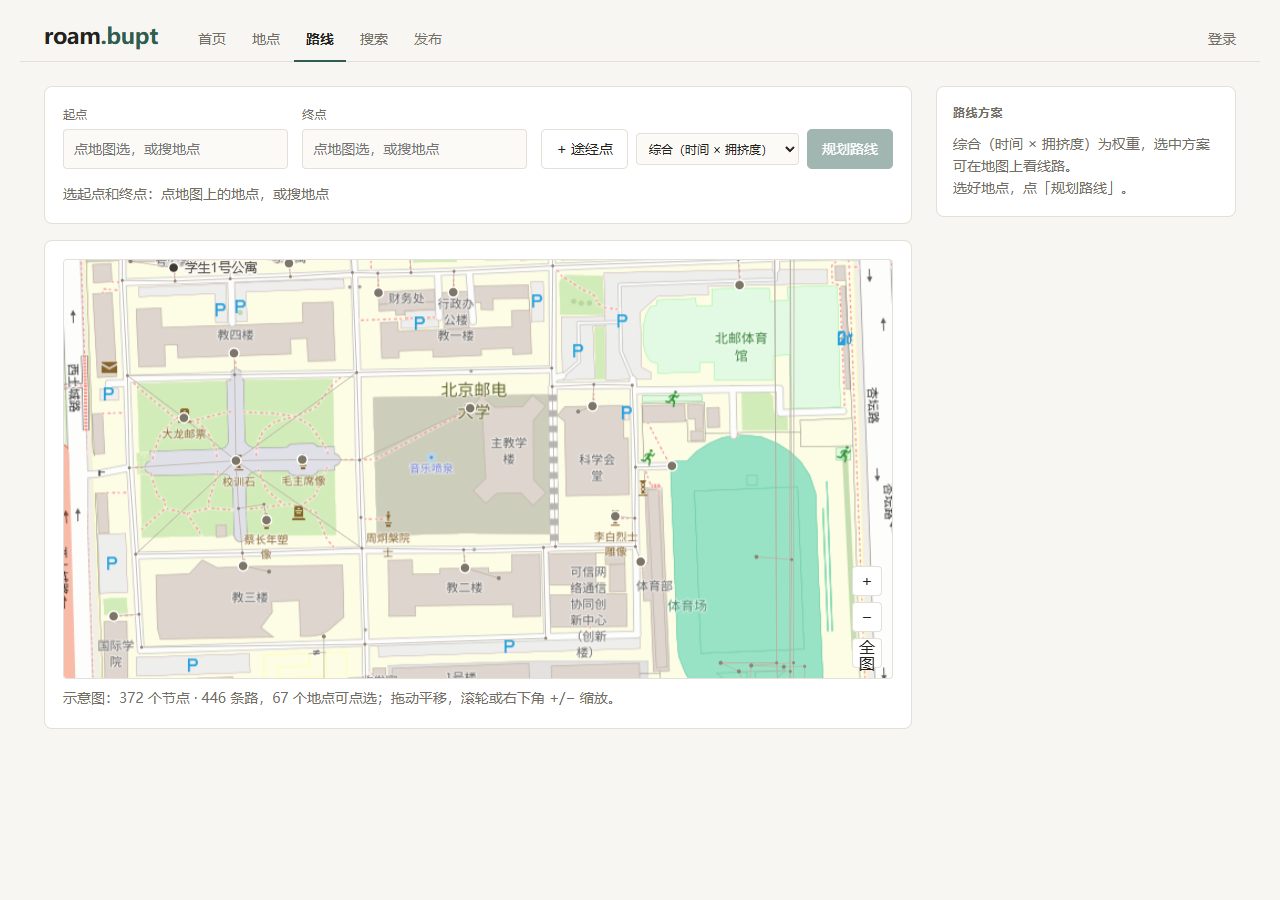 roam.bupt
首页
地点
路线
搜索
发布
登录
起点
终点
点地图选，或搜地点
点地图选，或搜地点
+ 途经点
综合（时间 × 拥挤度）
规划路线
选起点和终点：点地图上的地点，或搜地点
路线方案
综合（时间 × 拥挤度）为权重，选中方案
可在地图上看线路。
选好地点，点「规划路线」。
学生1号公寓
财务处
行政办
公楼
教一楼
教四楼
P
P
P
P
P
P
P
P
P
P
P
北邮体育
馆
西土城路
杏坛路
杏坛路
北京邮电
大学
大龙邮票
主教学
楼
音乐喷泉
科学会
堂
校训石
毛主席像
蔡长年塑
像
周炯槃院
士
李白烈士
雕像
教三楼
教二楼
可信网
络通信
协同创
新中心
（创新
楼）
体育部
体育场
国际学
院
1号楼
+
−
全
图
示意图：372 个节点 · 446 条路，67 个地点可点选；拖动平移，滚轮或右下角 +/− 缩放。